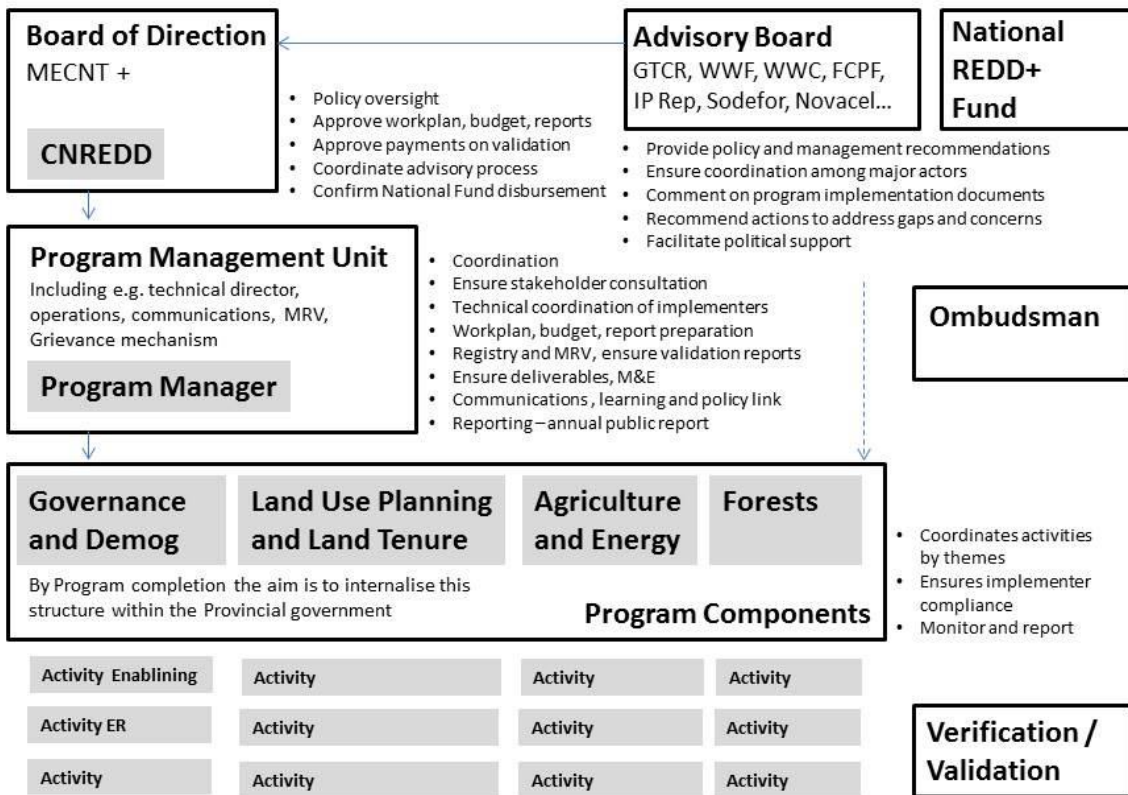 Board of Direction
MECNT +
CNREDD
• Policy oversight
• Approve workplan, budget, reports
• Approve payments on validation
• Coordinate advisory process
• Confirm National Fund disbursement
Advisory Board
GTCR, WWF, WWC, FCPF,
IP Rep, Sodefor, Novacel...
National
REDD+
Fund
• Provide policy and management recommendations
• Ensure coordination among major actors
• Comment on program implementation documents
• Recommend actions to address gaps and concerns
• Facilitate political support
Program Management Unit
Including e.g. technical director,
operations, communications, MRV,
Grievance mechanism
Program Manager
• Coordination
• Ensure stakeholder consultation
• Technical coordination of implementers
• Workplan, budget, report preparation
• Registry and MRV, ensure validation reports
• Ensure deliverables, M&E
• Communications , learning and policy link
• Reporting – annual public report
Ombudsman
Governance
and Demog
Land Use Planning
and Land Tenure
Agriculture
and Energy
Forests
By Program completion the aim is to internalise this
structure within the Provincial government
Program Components
• Coordinates activities
by themes
• Ensures implementer
compliance
• Monitor and report
Activity Enablining
Activity
Activity
Activity
Activity ER
Activity
Activity
Activity
Activity
Activity
Activity
Activity
Verification /
Validation